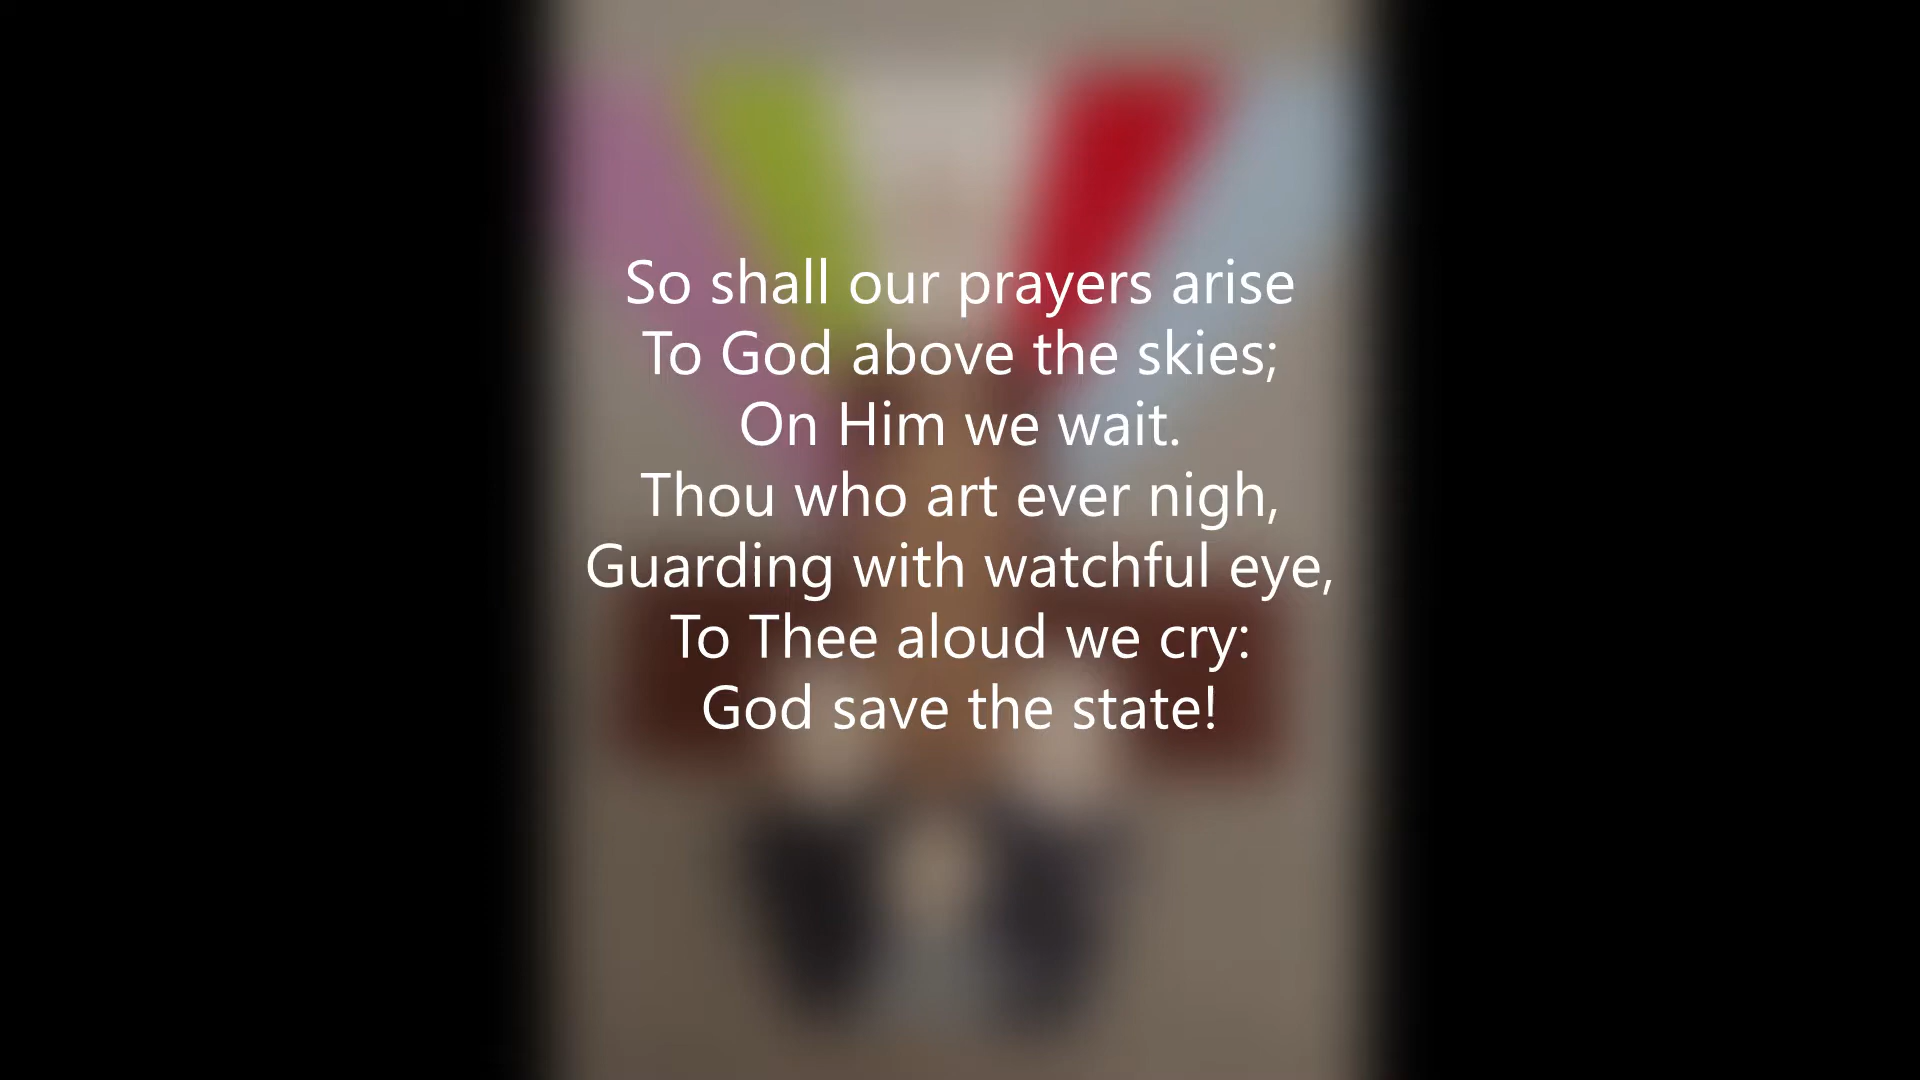 So shall our prayers arise
To God above the skies;
On Him we wait.
Thou who art ever nigh,
Guarding with watchful eye,
To Thee aloud we cry:
God save the state!